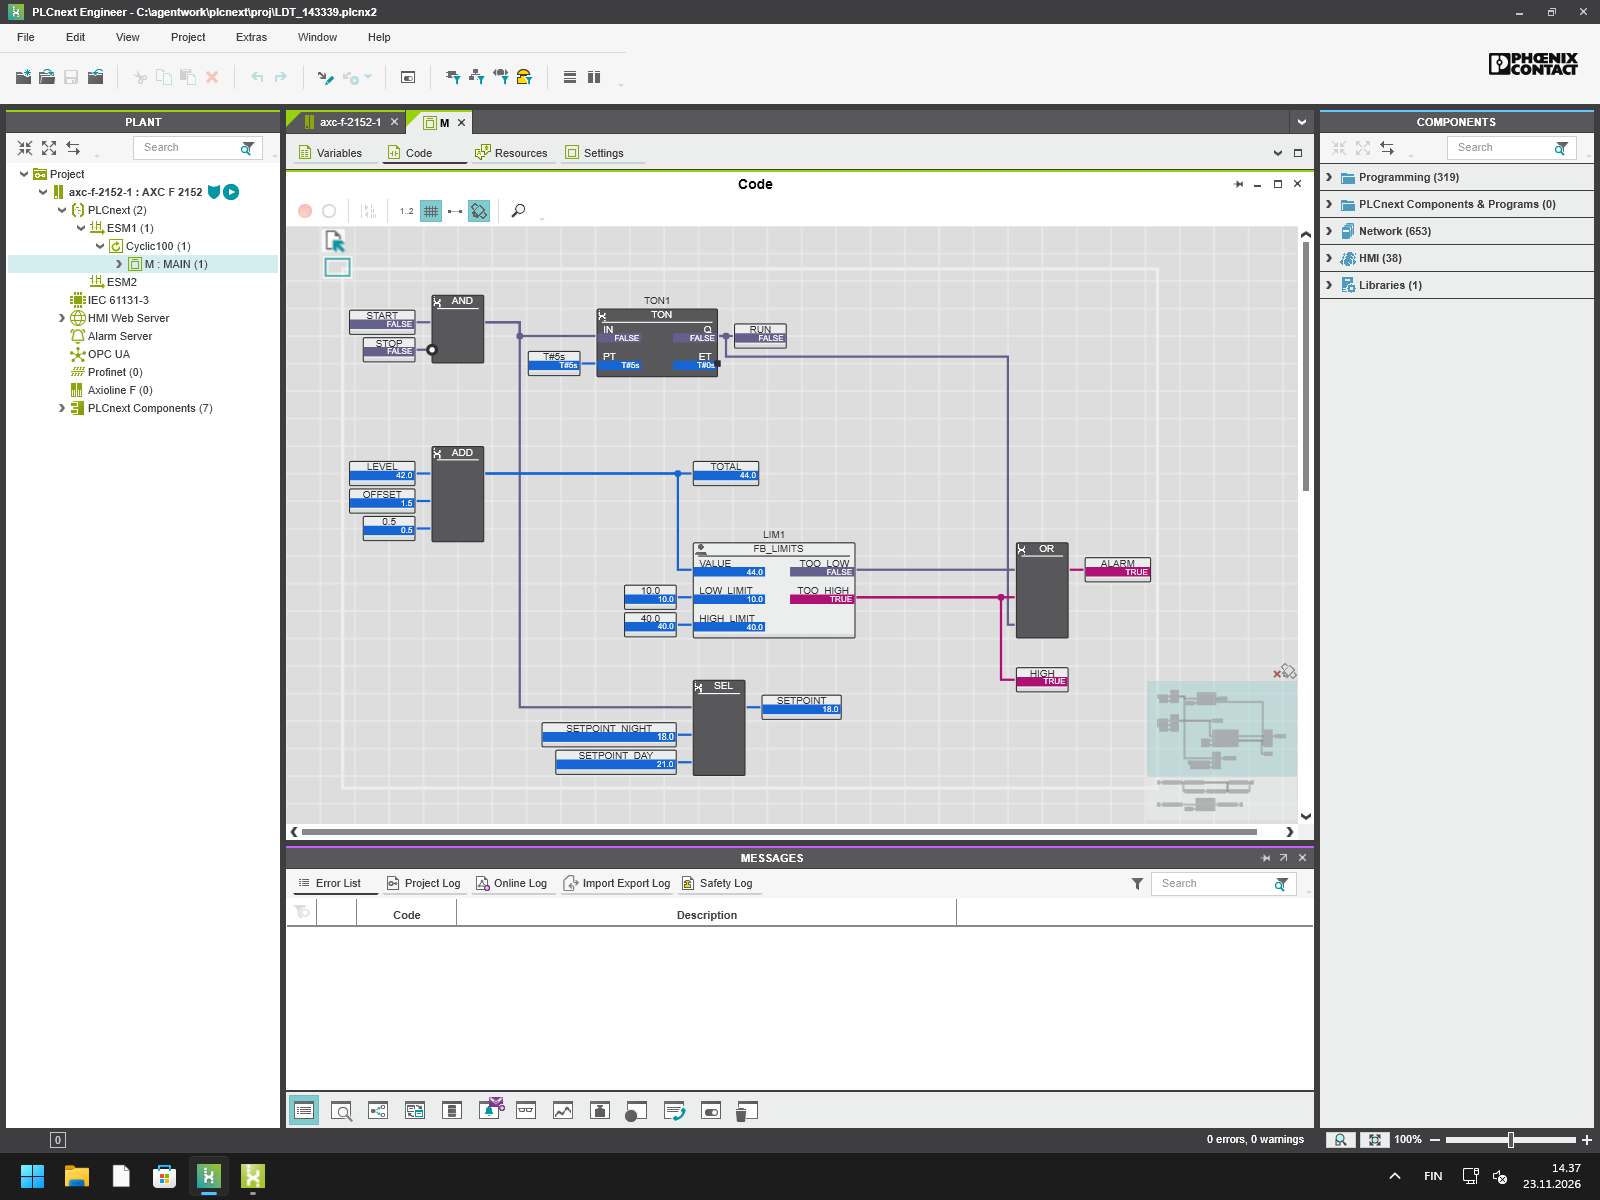 PLCnext Engineer - C:\agentwork\plcnext\proj\LDT_143339.plcnx2
File Edit View Project Extras Window Help
PHOENIX CONTACT
PLANT
Search
Project
axc-f-2152-1 : AXC F 2152
PLCnext (2)
ESM1 (1)
Cyclic100 (1)
M : MAIN (1)
ESM2
IEC 61131-3
HMI Web Server
Alarm Server
OPC UA
Profinet (0)
Axioline F (0)
PLCnext Components (7)
axc-f-2152-1 M
Variables Code Resources Settings
Code
1..2
START
FALSE
STOP
FALSE
AND
TON1
TON
IN
FALSE
Q
FALSE
PT
T#5s
ET
T#0s
T#5s
T#5s
RUN
FALSE
LEVEL
42.0
OFFSET
1.5
0.5
0.5
ADD
TOTAL
44.0
LIM1
FB_LIMITS
VALUE
44.0
TOO_LOW
FALSE
LOW_LIMIT
10.0
TOO_HIGH
TRUE
HIGH_LIMIT
40.0
10.0
10.0
40.0
40.0
OR
ALARM
TRUE
HIGH
TRUE
SEL
SETPOINT
18.0
SETPOINT_NIGHT
18.0
SETPOINT_DAY
21.0
MESSAGES
Error List Project Log Online Log Import Export Log Safety Log
Search
Code Description
COMPONENTS
Search
Programming (319)
PLCnext Components & Programs (0)
Network (653)
HMI (38)
Libraries (1)
0
0 errors, 0 warnings
100%
FIN
14.37
23.11.2026